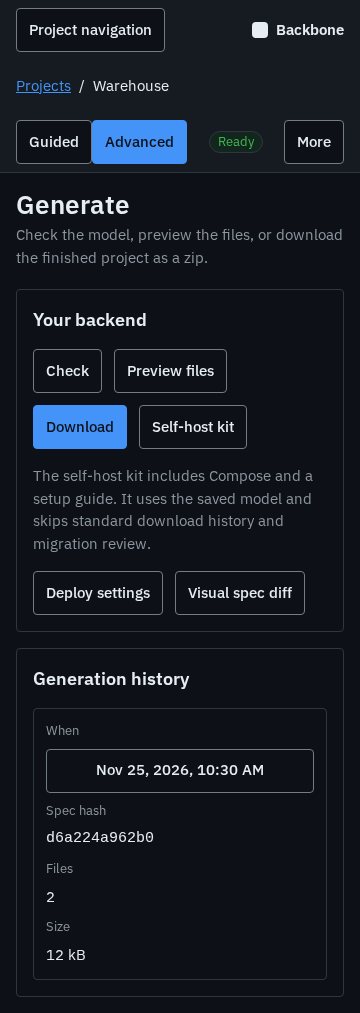 Project navigation
Backbone
Projects / Warehouse
Guided
Advanced
Ready
More
Generate
Check the model, preview the files, or download
the finished project as a zip.
Your backend
Check
Preview files
Download
Self-host kit
The self-host kit includes Compose and a
setup guide. It uses the saved model and
skips standard download history and
migration review.
Deploy settings
Visual spec diff
Generation history
When
Nov 25, 2026, 10:30 AM
Spec hash
d6a224a962b0
Files
2
Size
12 kB